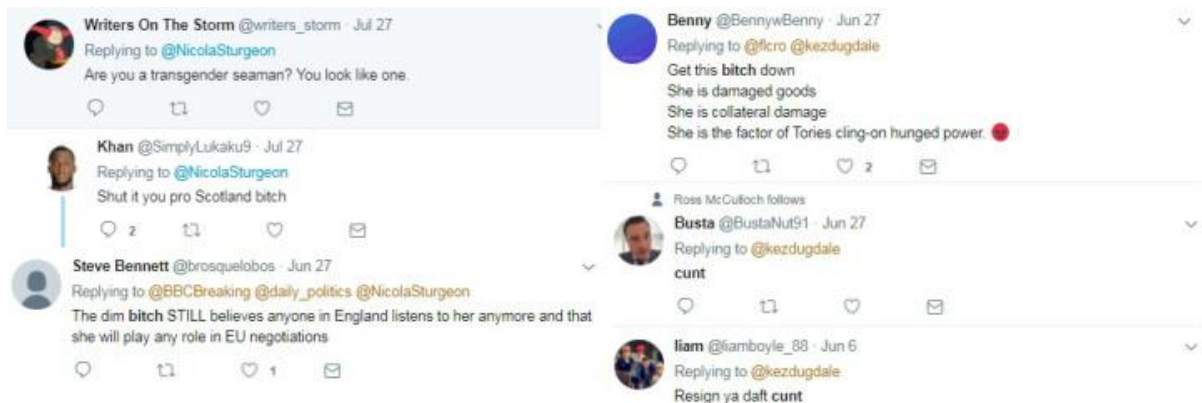 Writers On The Storm @writers_storm · Jul 27
Replying to @NicolaSturgeon
Are you a transgender seaman? You look like one.
Khan @SimplyLukaku9 · Jul 27
Replying to @NicolaSturgeon
Shut it you pro Scotland bitch
2
Steve Bennett @brosquelobos · Jun 27
Replying to @BBCBreaking @daily_politics @NicolaSturgeon
The dim bitch STILL believes anyone in England listens to her anymore and that
she will play any role in EU negotiations
1
Benny @BennywBenny · Jun 27
Replying to @flcro @kezdugdale
Get this bitch down
She is damaged goods
She is collateral damage
She is the factor of Tories cling-on hunged power.
2
Ross McCulloch follows
Busta @BustaNut91 · Jun 27
Replying to @kezdugdale
cunt
liam @liamboyle_88 · Jun 6
Replying to @kezdugdale
Resign ya daft cunt